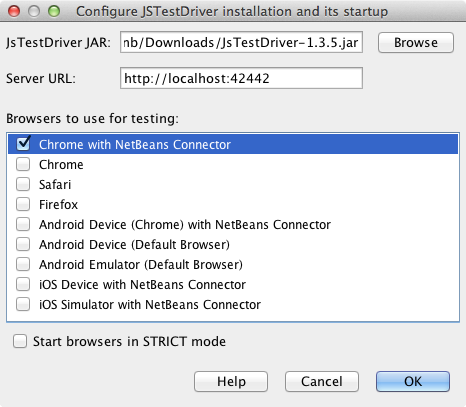 Configure JSTestDriver installation and its startup
JsTestDriver JAR: nb/Downloads/JsTestDriver-1.3.5.jar Browse
Server URL: http://localhost:42442
Browsers to use for testing:
Chrome with NetBeans Connector
Chrome
Safari
Firefox
Android Device (Chrome) with NetBeans Connector
Android Device (Default Browser)
Android Emulator (Default Browser)
iOS Device with NetBeans Connector
iOS Simulator with NetBeans Connector
Start browsers in STRICT mode
Help Cancel OK